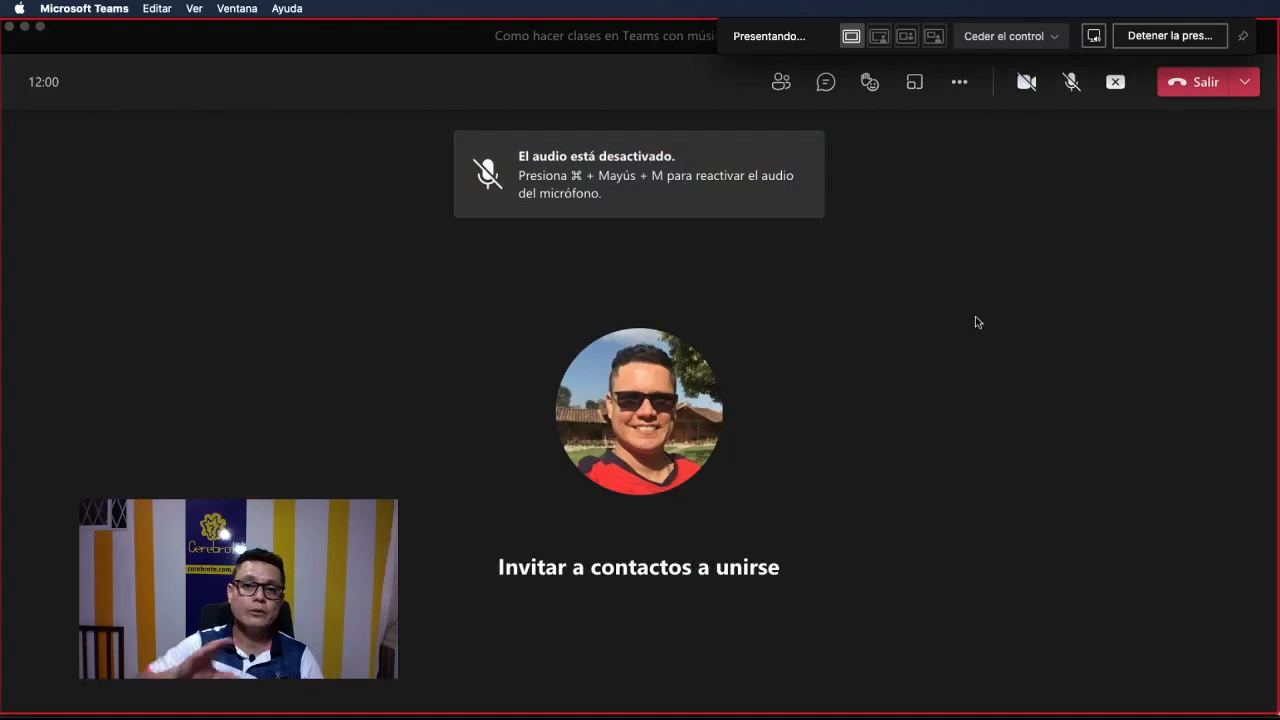 Microsoft Teams Editar Ver Ventana Ayuda
Como hacer clases en Teams con músi
Presentando...
Ceder el control
Detener la pres...
12:00
Salir
El audio está desactivado.
Presiona ⌘ + Mayús + M para reactivar el audio
del micrófono.
Invitar a contactos a unirse
Cerebrote